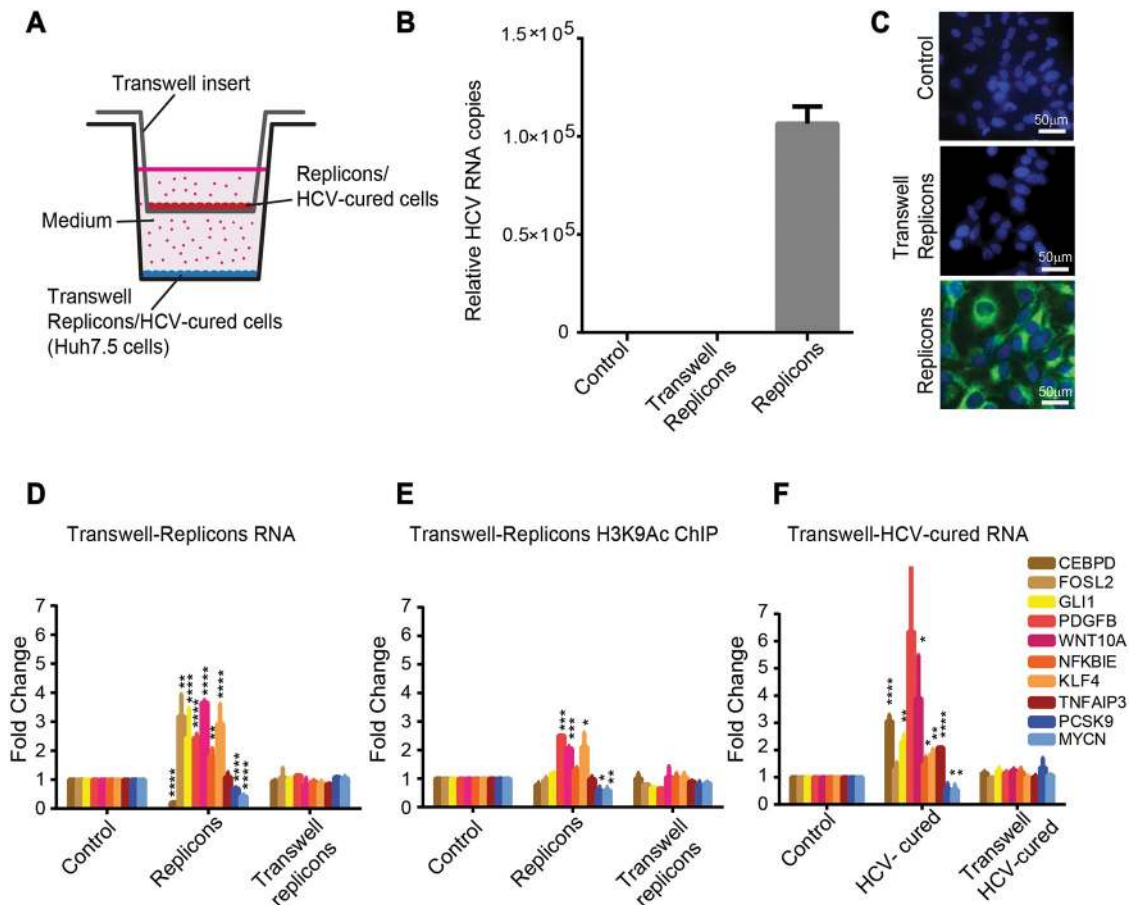 A
Transwell insert
Replicons/
HCV-cured cells
Medium
Transwell
Replicons/HCV-cured cells
(Huh7.5 cells)
B
Relative HCV RNA copies
1.5×10⁵
1.0×10⁵
0.5×10⁵
0
Control
Transwell
Replicons
Replicons
C
Control
50μm
Transwell
Replicons
50μm
Replicons
50μm
D
Transwell-Replicons RNA
Fold Change
7
6
5
4
3
2
1
0
****
**
****
****
****
**
****
****
****
Control
Replicons
Transwell
replicons
E
Transwell-Replicons H3K9Ac ChIP
Fold Change
7
6
5
4
3
2
1
0
***
***
*
*
**
Control
Replicons
Transwell
replicons
F
Transwell-HCV-cured RNA
Fold Change
7
6
5
4
3
2
1
0
****
**
*
*
**
****
*
*
Control
HCV- cured
Transwell
HCV-cured
CEBPD
FOSL2
GLI1
PDGFB
WNT10A
NFKBIE
KLF4
TNFAIP3
PCSK9
MYCN